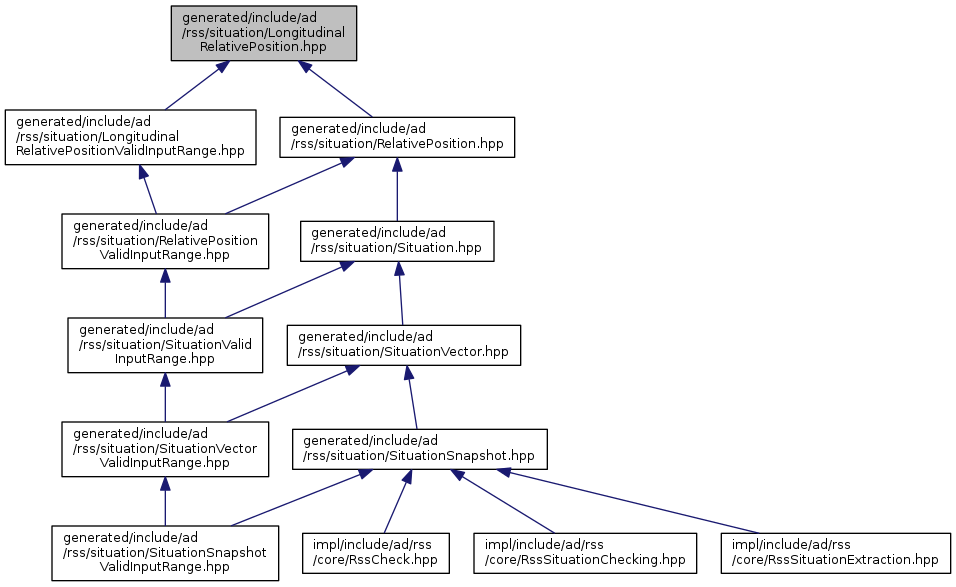 generated/include/ad
/rss/situation/Longitudinal
RelativePosition.hpp
generated/include/ad
/rss/situation/Longitudinal
RelativePositionValidInputRange.hpp
generated/include/ad
/rss/situation/RelativePosition.hpp
generated/include/ad
/rss/situation/RelativePosition
ValidInputRange.hpp
generated/include/ad
/rss/situation/Situation.hpp
generated/include/ad
/rss/situation/SituationValid
InputRange.hpp
generated/include/ad
/rss/situation/SituationVector.hpp
generated/include/ad
/rss/situation/SituationVector
ValidInputRange.hpp
generated/include/ad
/rss/situation/SituationSnapshot.hpp
generated/include/ad
/rss/situation/SituationSnapshot
ValidInputRange.hpp
impl/include/ad/rss
/core/RssCheck.hpp
impl/include/ad/rss
/core/RssSituationChecking.hpp
impl/include/ad/rss
/core/RssSituationExtraction.hpp